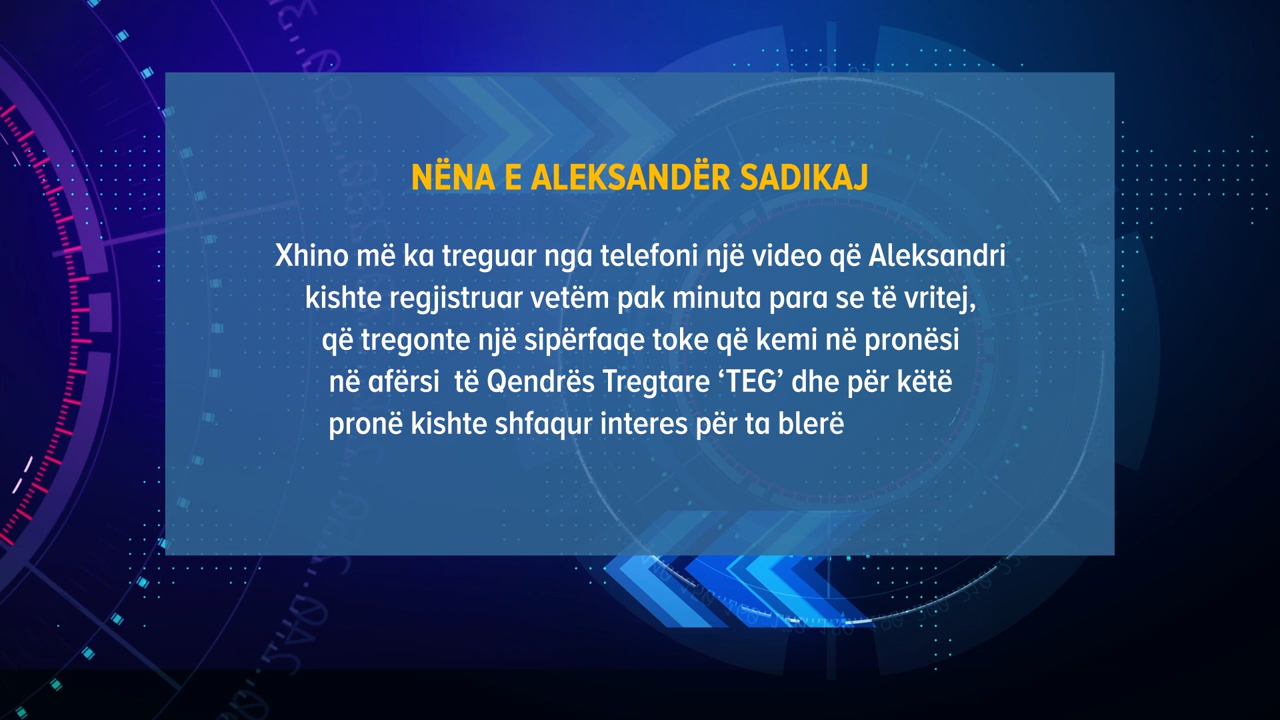 NËNA E ALEKSANDËR SADIKAJ
Xhino më ka treguar nga telefoni një video që Aleksandri
kishte regjistruar vetëm pak minuta para se të vritej,
që tregonte një sipërfaqe toke që kemi në pronësi
në afërsi  të Qendrës Tregtare ‘TEG’ dhe për këtë
pronë kishte shfaqur interes për ta blerë